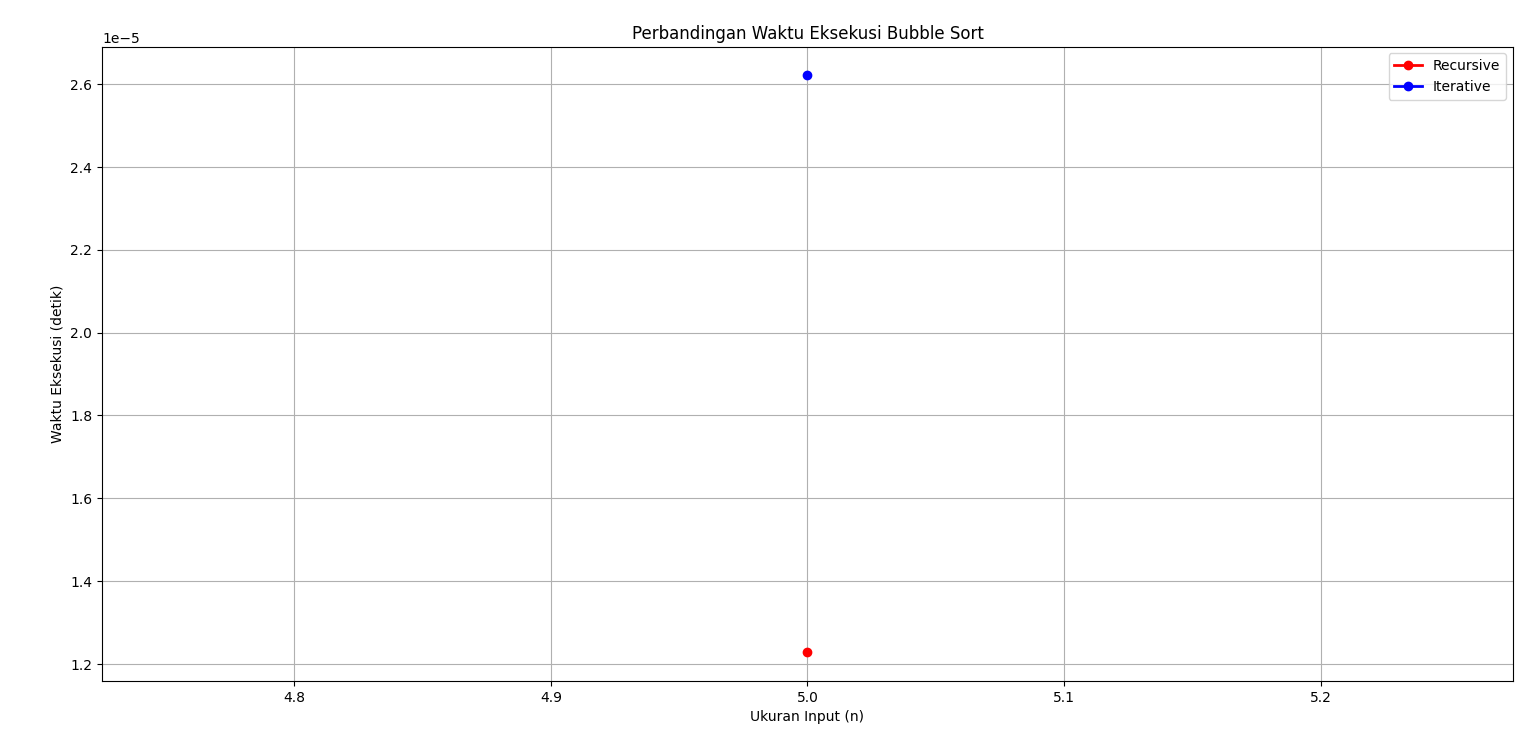 Perbandingan Waktu Eksekusi Bubble Sort
1e−5
Recursive
Iterative
2.6
2.4
2.2
2.0
1.8
1.6
1.4
1.2
Waktu Eksekusi (detik)
4.8 4.9 5.0 5.1 5.2
Ukuran Input (n)